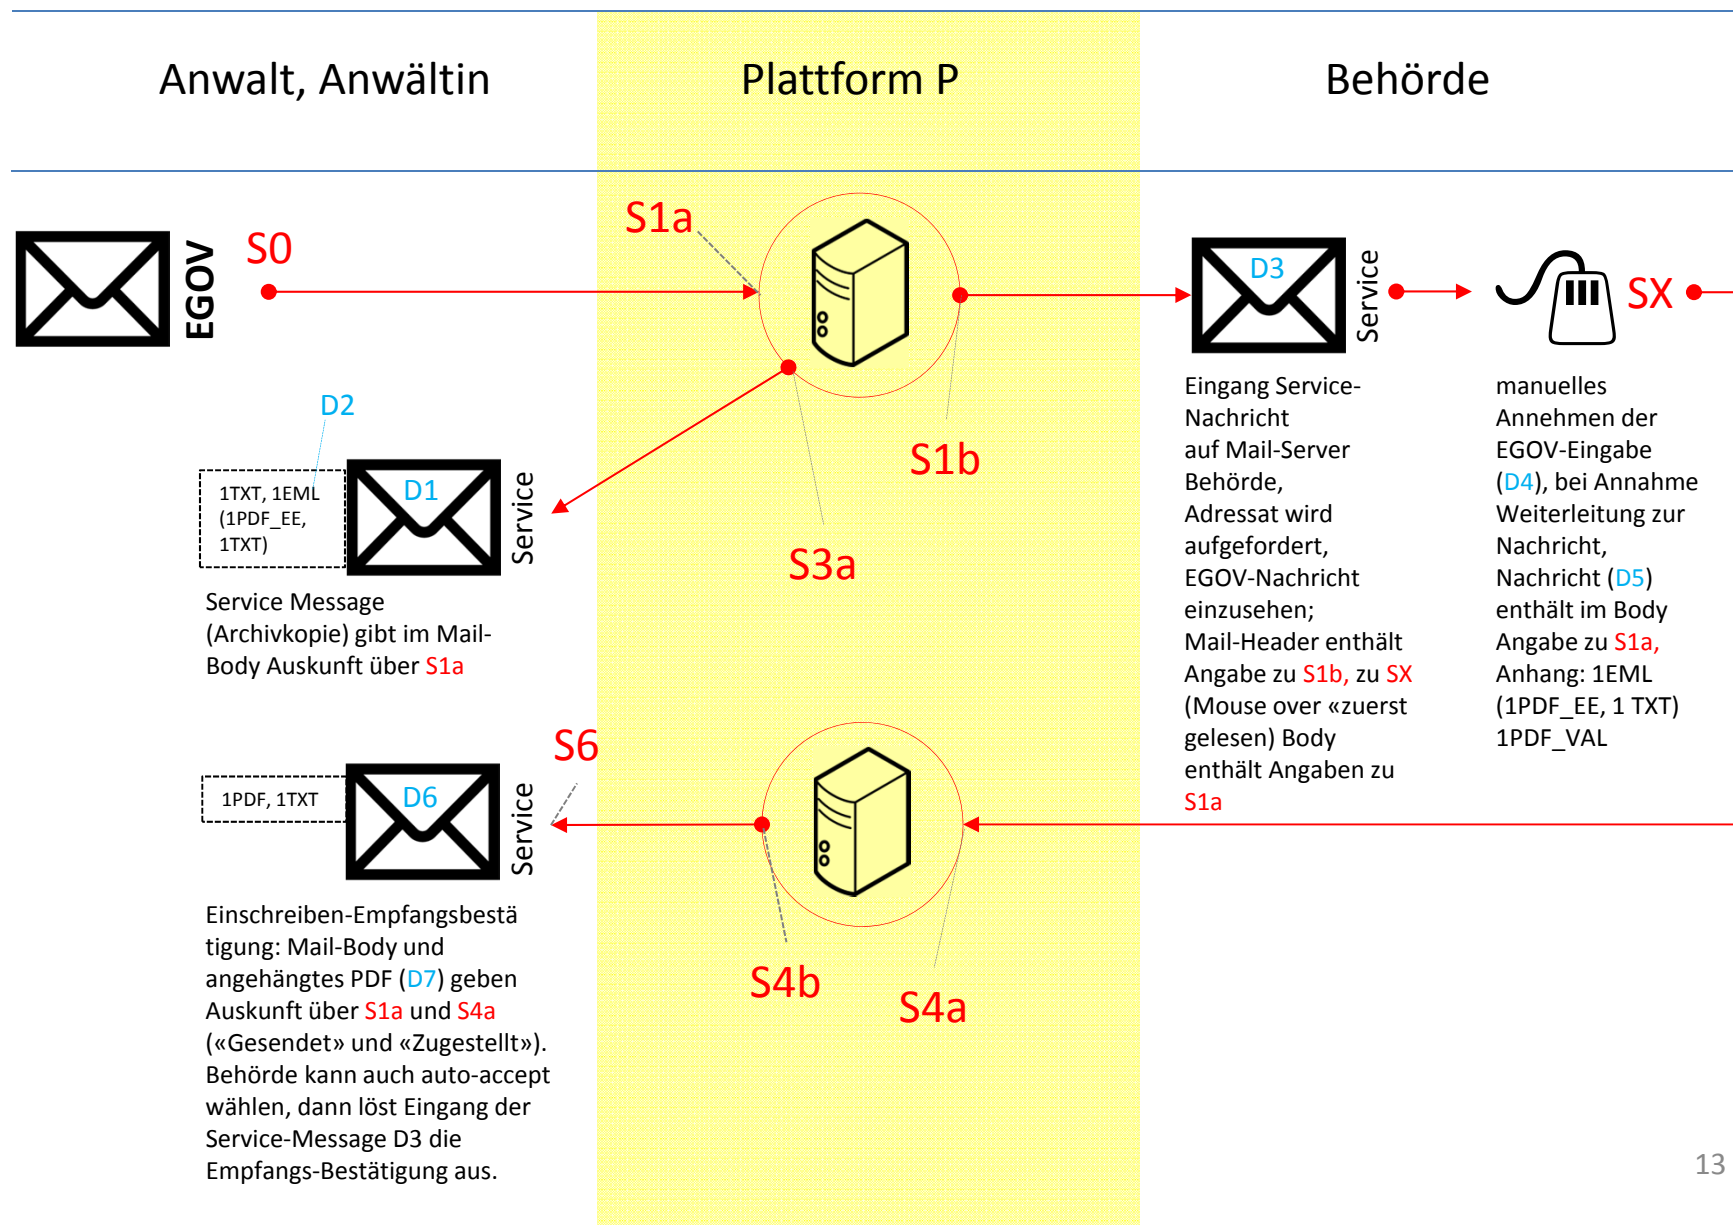 Anwalt, Anwältin
Plattform P
Behörde
EGOV
S0
S1a
D3
Service
SX
D2
S1b
1TXT, 1EML
(1PDF_EE,
1TXT)
D1
Service
S3a
Service Message
(Archivkopie) gibt im Mail-
Body Auskunft über S1a
Eingang Service-
Nachricht
auf Mail-Server
Behörde,
Adressat wird
aufgefordert,
EGOV-Nachricht
einzusehen;
Mail-Header enthält
Angabe zu S1b, zu SX
(Mouse over «zuerst
gelesen) Body
enthält Angaben zu
S1a
manuelles
Annehmen der
EGOV-Eingabe
(D4), bei Annahme
Weiterleitung zur
Nachricht,
Nachricht (D5)
enthält im Body
Angabe zu S1a,
Anhang: 1EML
(1PDF_EE, 1 TXT)
1PDF_VAL
S6
1PDF, 1TXT
D6
Service
S4b
S4a
Einschreiben-Empfangsbestä
tigung: Mail-Body und
angehängtes PDF (D7) geben
Auskunft über S1a und S4a
(«Gesendet» und «Zugestellt»).
Behörde kann auch auto-accept
wählen, dann löst Eingang der
Service-Message D3 die
Empfangs-Bestätigung aus.
13